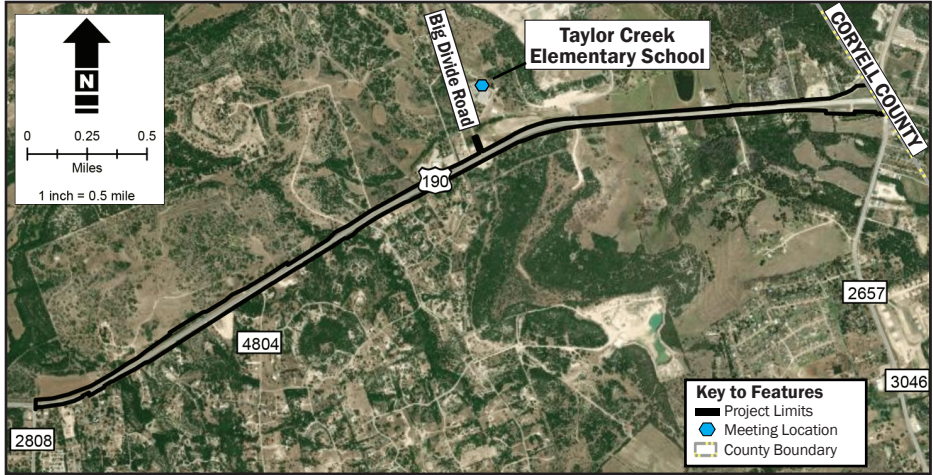 N
0 0.25 0.5
Miles
1 inch = 0.5 mile
Big Divide Road
Taylor Creek
Elementary School
CORYELL COUNTY
190
2657
4804
3046
2808
Key to Features
Project Limits
Meeting Location
County Boundary